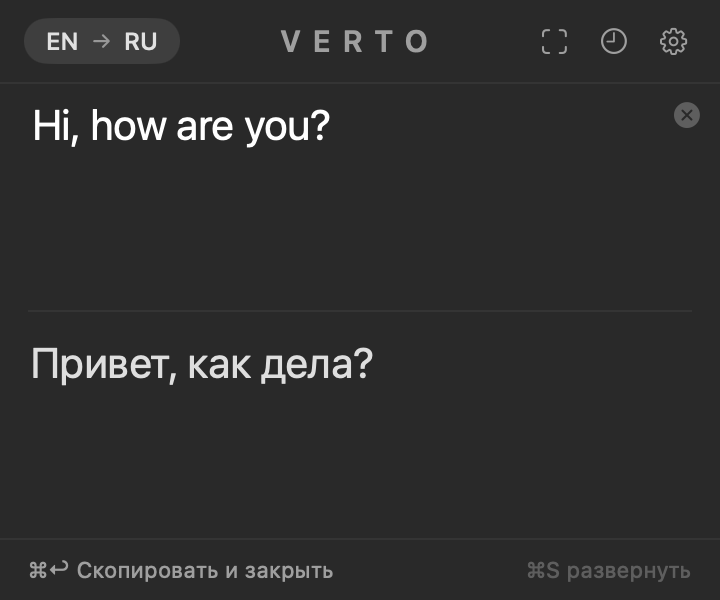 EN → RU
VERTO
Hi, how are you?
Привет, как дела?
⌘↩ Скопировать и закрыть
⌘S развернуть